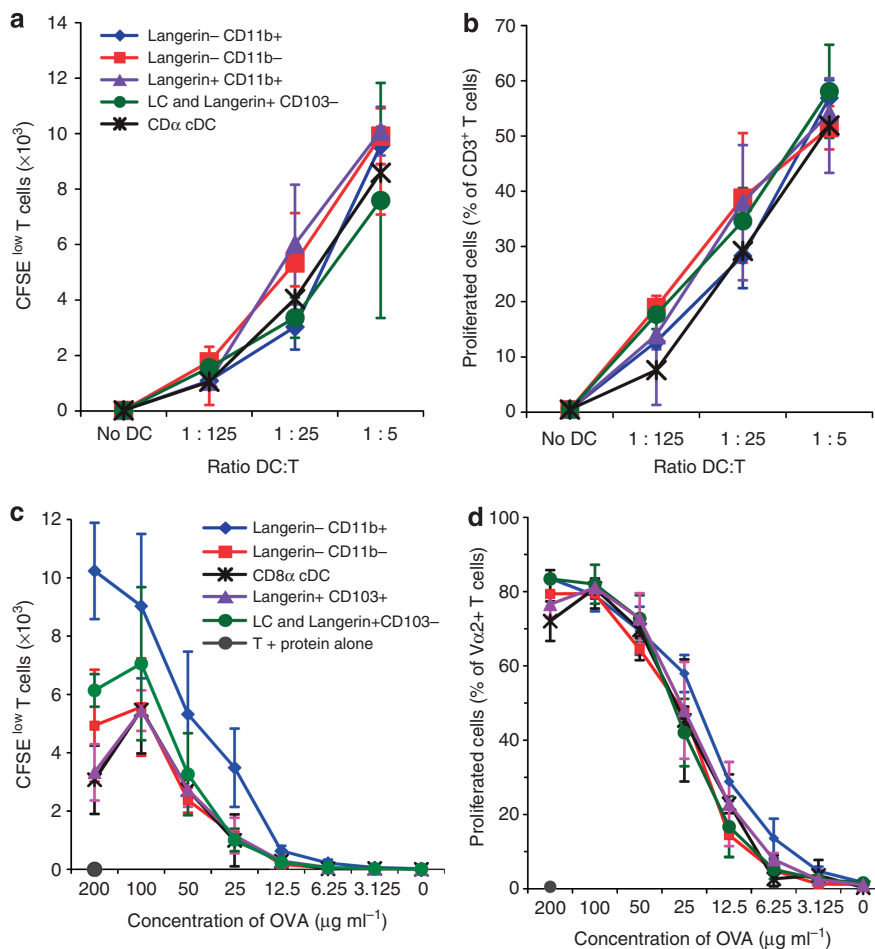 a
CFSE low T cells (×10³)
14
12
10
8
6
4
2
0
Langerin– CD11b+
Langerin– CD11b–
Langerin+ CD11b+
LC and Langerin+ CD103–
CDα cDC
No DC 1 : 125 1 : 25 1 : 5
Ratio DC:T
b
Proliferated cells (% of CD3⁺ T cells)
70
60
50
40
30
20
10
0
No DC 1 : 125 1 : 25 1 : 5
Ratio DC:T
c
CFSE low T cells (×10³)
12
10
8
6
4
2
0
Langerin– CD11b+
Langerin– CD11b–
CD8α cDC
Langerin+ CD103+
LC and Langerin+CD103–
T + protein alone
200 100 50 25 12.5 6.25 3.125 0
Concentration of OVA (μg ml⁻¹)
d
Proliferated cells (% of Vα2+ T cells)
100
80
60
40
20
0
200 100 50 25 12.5 6.25 3.125 0
Concentration of OVA (μg ml⁻¹)